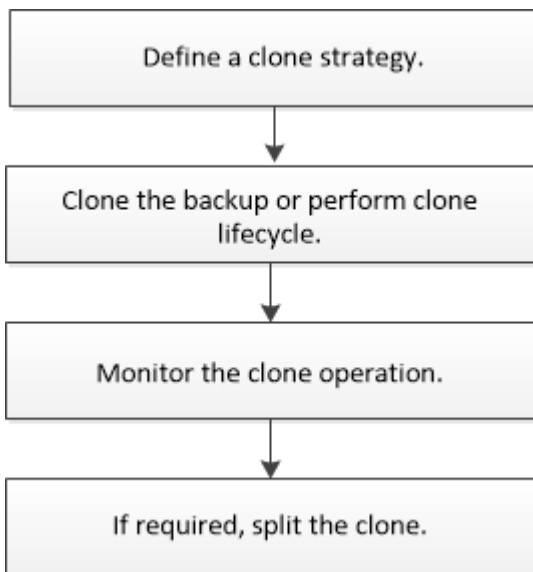 Define a clone strategy.
Clone the backup or perform clone
lifecycle.
Monitor the clone operation.
If required, split the clone.